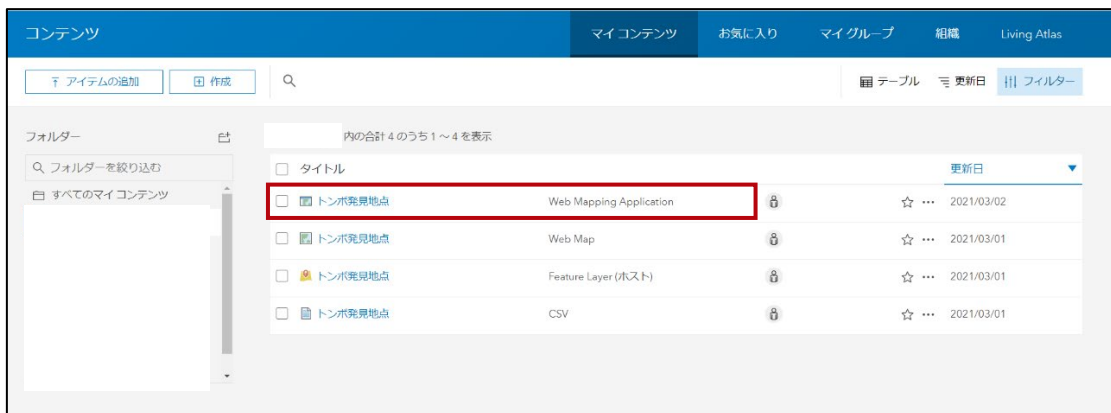 コンテンツ マイ コンテンツ お気に入り マイ グループ 組織 Living Atlas
アイテムの追加 作成 テーブル 更新日 フィルター
フォルダー 内の合計 4 のうち 1 ~ 4 を表示
フォルダーを絞り込む タイトル 更新日
すべてのマイ コンテンツ トンボ発見地点 Web Mapping Application 2021/03/02
トンボ発見地点 Web Map 2021/03/01
トンボ発見地点 Feature Layer (ホスト) 2021/03/01
トンボ発見地点 CSV 2021/03/01